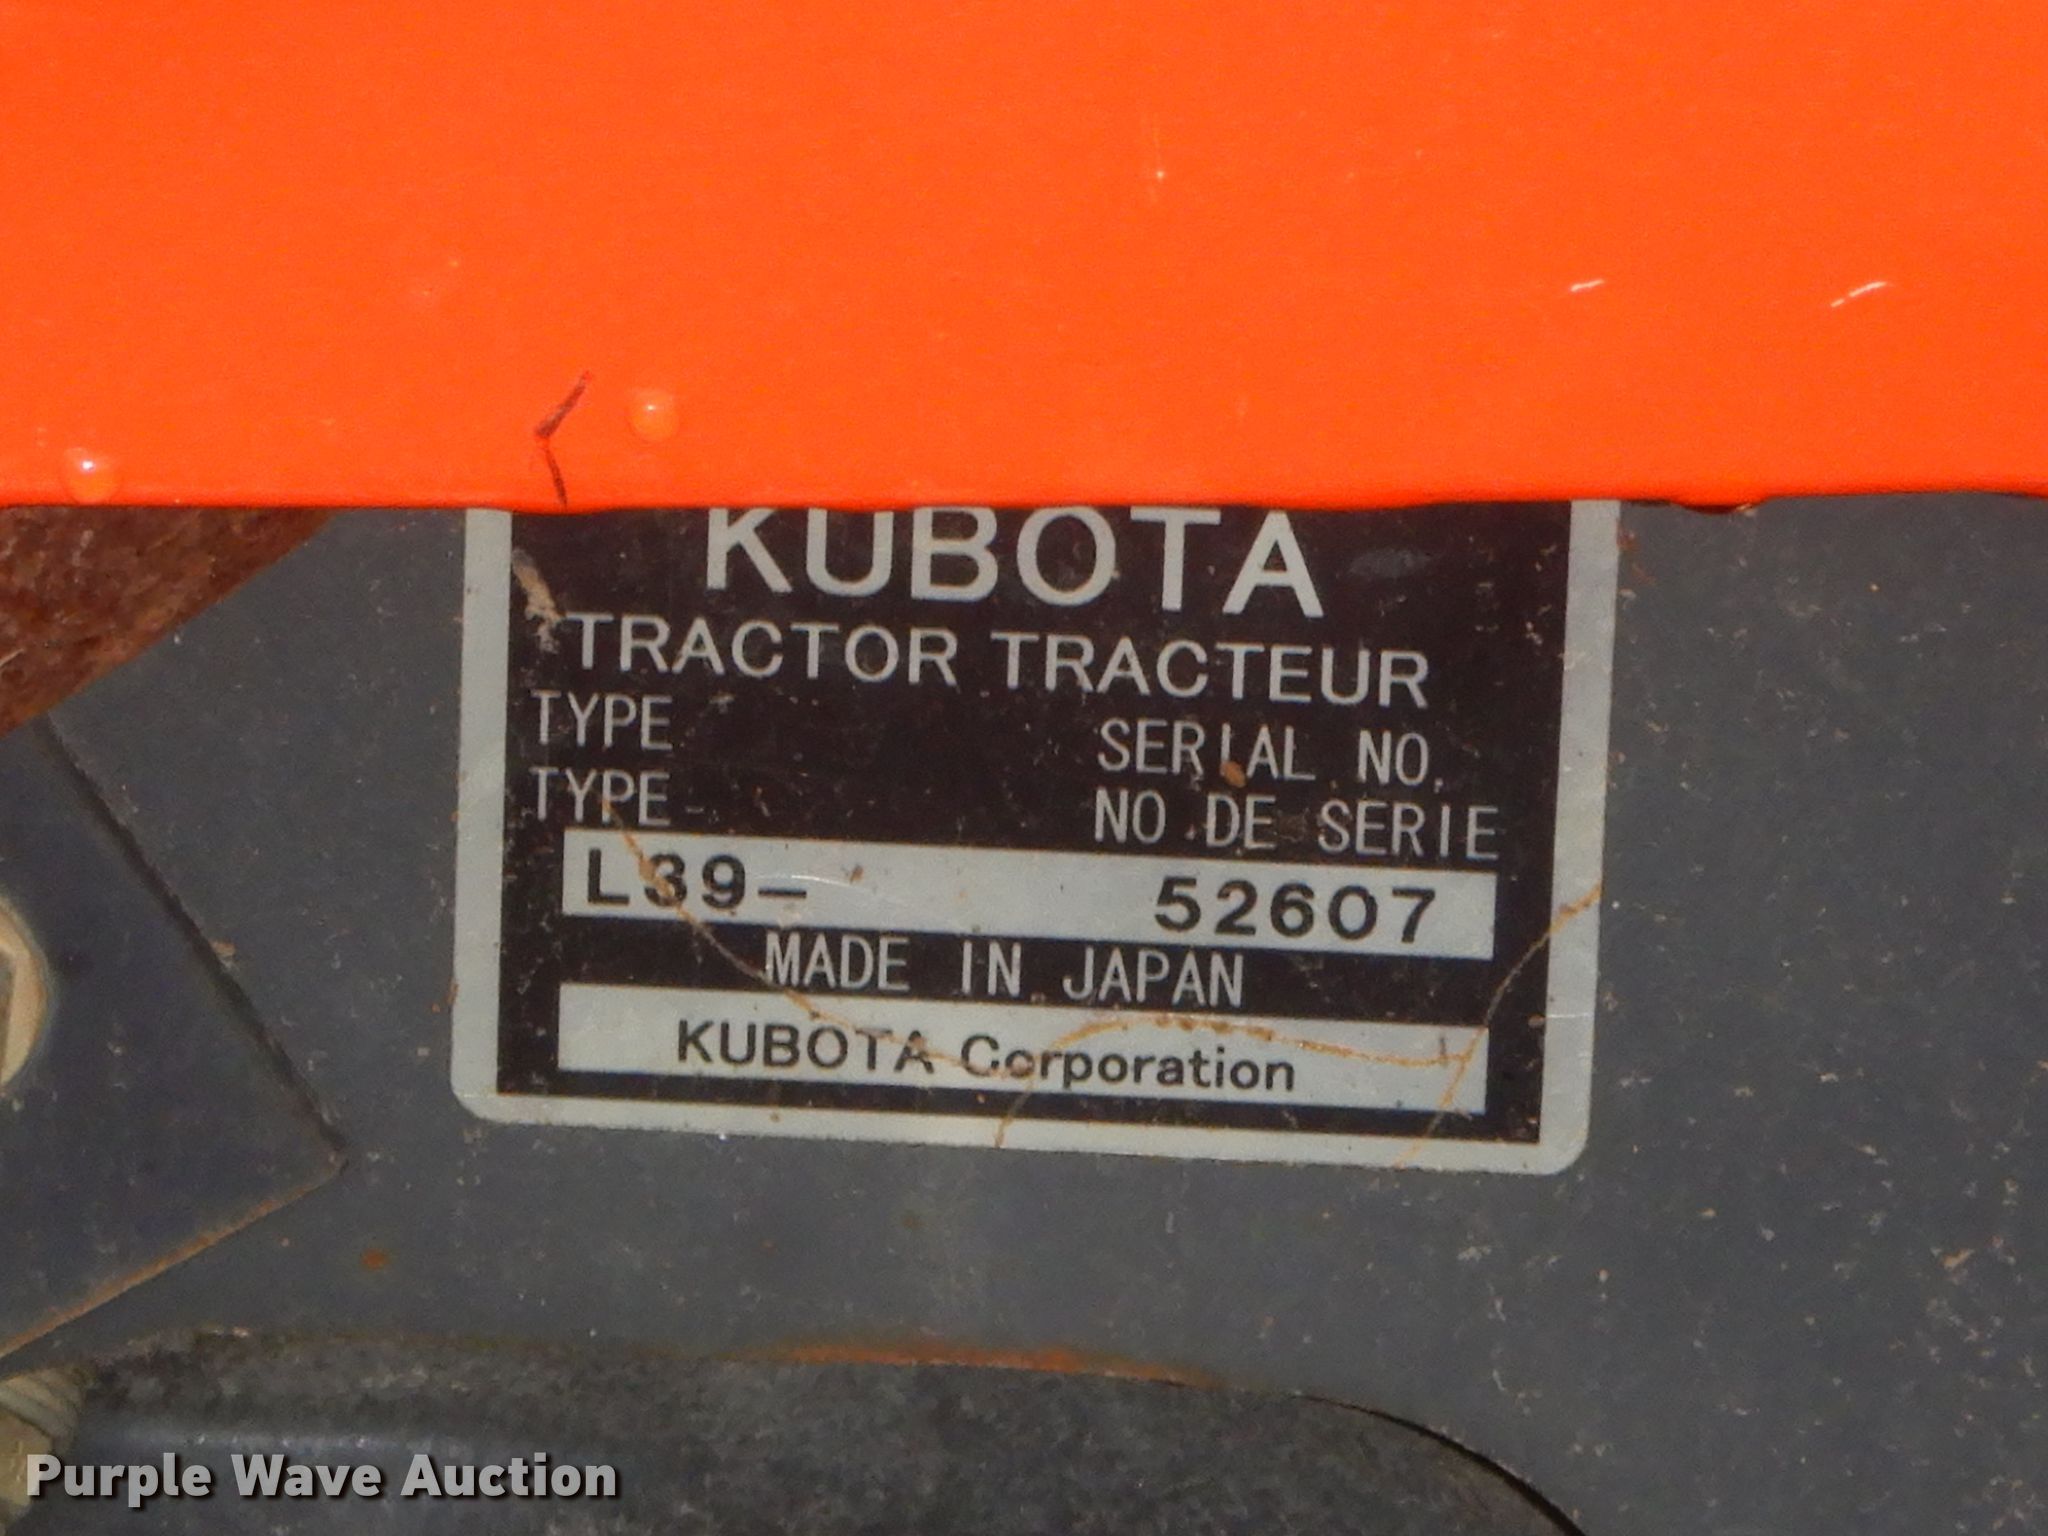 KUBOTA
TRACTOR TRACTEUR
TYPE SERIAL NO.
TYPE NO DE SERIE
L39- 52607
MADE IN JAPAN
KUBOTA Corporation
Purple Wave Auction